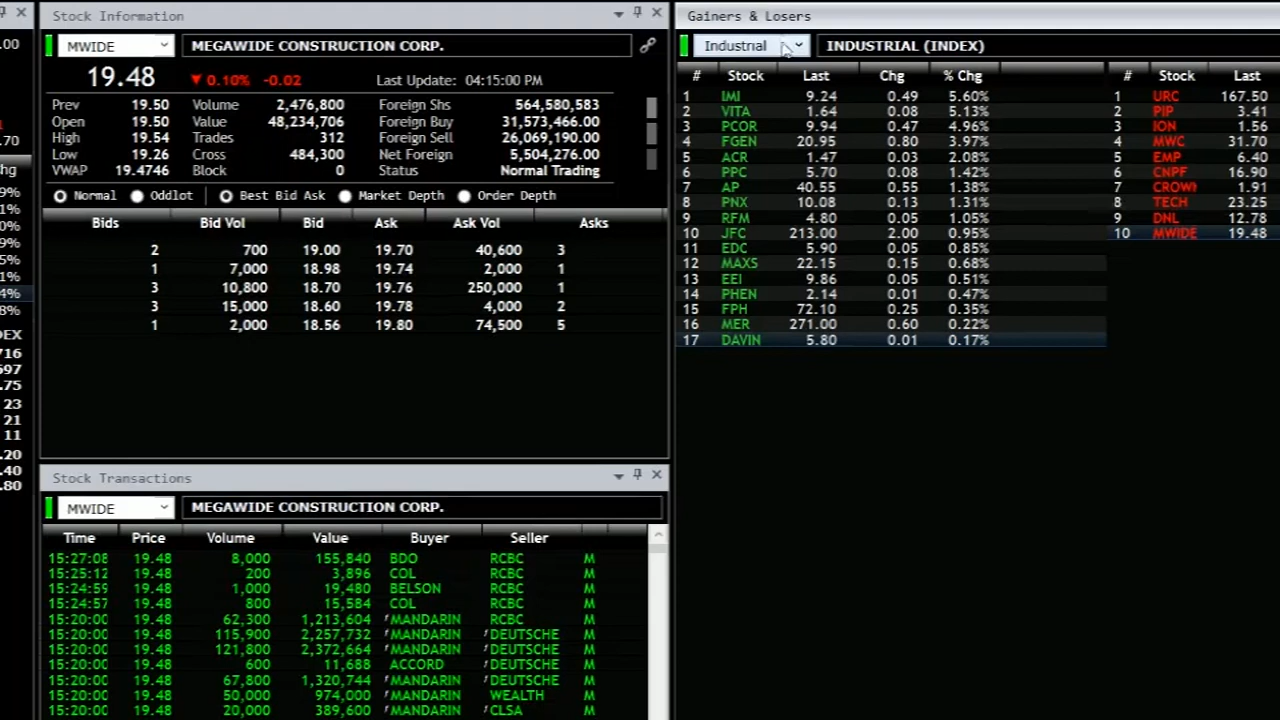 Stock Information
MWIDE MEGAWIDE CONSTRUCTION CORP.
19.48 ▼ 0.10% -0.02 Last Update: 04:15:00 PM
Prev 19.50 Volume 2,476,800 Foreign Shs 564,580,583
Open 19.50 Value 48,234,706 Foreign Buy 31,573,466.00
High 19.54 Trades 312 Foreign Sell 26,069,190.00
Low 19.26 Cross 484,300 Net Foreign 5,504,276.00
VWAP 19.4746 Block 0 Status Normal Trading
Normal Oddlot Best Bid Ask Market Depth Order Depth
Bids Bid Vol Bid Ask Ask Vol Asks
2 700 19.00 19.70 40,600 3
1 7,000 18.98 19.74 2,000 1
3 10,800 18.70 19.76 250,000 1
3 15,000 18.60 19.78 4,000 2
1 2,000 18.56 19.80 74,500 5
Stock Transactions
MWIDE MEGAWIDE CONSTRUCTION CORP.
Time Price Volume Value Buyer Seller
15:27:08 19.48 8,000 155,840 BDO RCBC M
15:25:12 19.48 200 3,896 COL RCBC M
15:24:59 19.48 1,000 19,480 BELSON RCBC M
15:24:57 19.48 800 15,584 COL RCBC M
15:20:00 19.48 62,300 1,213,604 MANDARIN RCBC M
15:20:00 19.48 115,900 2,257,732 MANDARIN DEUTSCHE M
15:20:00 19.48 121,800 2,372,664 MANDARIN DEUTSCHE M
15:20:00 19.48 600 11,688 ACCORD DEUTSCHE M
15:20:00 19.48 67,800 1,320,744 MANDARIN DEUTSCHE M
15:20:00 19.48 50,000 974,000 MANDARIN WEALTH M
15:20:00 19.48 20,000 389,600 MANDARIN CLSA M
Gainers & Losers
Industrial INDUSTRIAL (INDEX)
# Stock Last Chg % Chg # Stock Last
1 IMI 9.24 0.49 5.60% 1 URC 167.50
2 VITA 1.64 0.08 5.13% 2 PIP 3.41
3 PCOR 9.94 0.47 4.96% 3 ION 1.56
4 FGEN 20.95 0.80 3.97% 4 MWC 31.70
5 ACR 1.47 0.03 2.08% 5 EMP 6.40
6 PPC 5.70 0.08 1.42% 6 CNPF 16.90
7 AP 40.55 0.55 1.38% 7 CROWN 1.91
8 PNX 10.08 0.13 1.31% 8 TECH 23.25
9 RFM 4.80 0.05 1.05% 9 DNL 12.78
10 JFC 213.00 2.00 0.95% 10 MWIDE 19.48
11 EDC 5.90 0.05 0.85%
12 MAXS 22.15 0.15 0.68%
13 EEI 9.86 0.05 0.51%
14 PHEN 2.14 0.01 0.47%
15 FPH 72.10 0.25 0.35%
16 MER 271.00 0.60 0.22%
17 DAVIN 5.80 0.01 0.17%